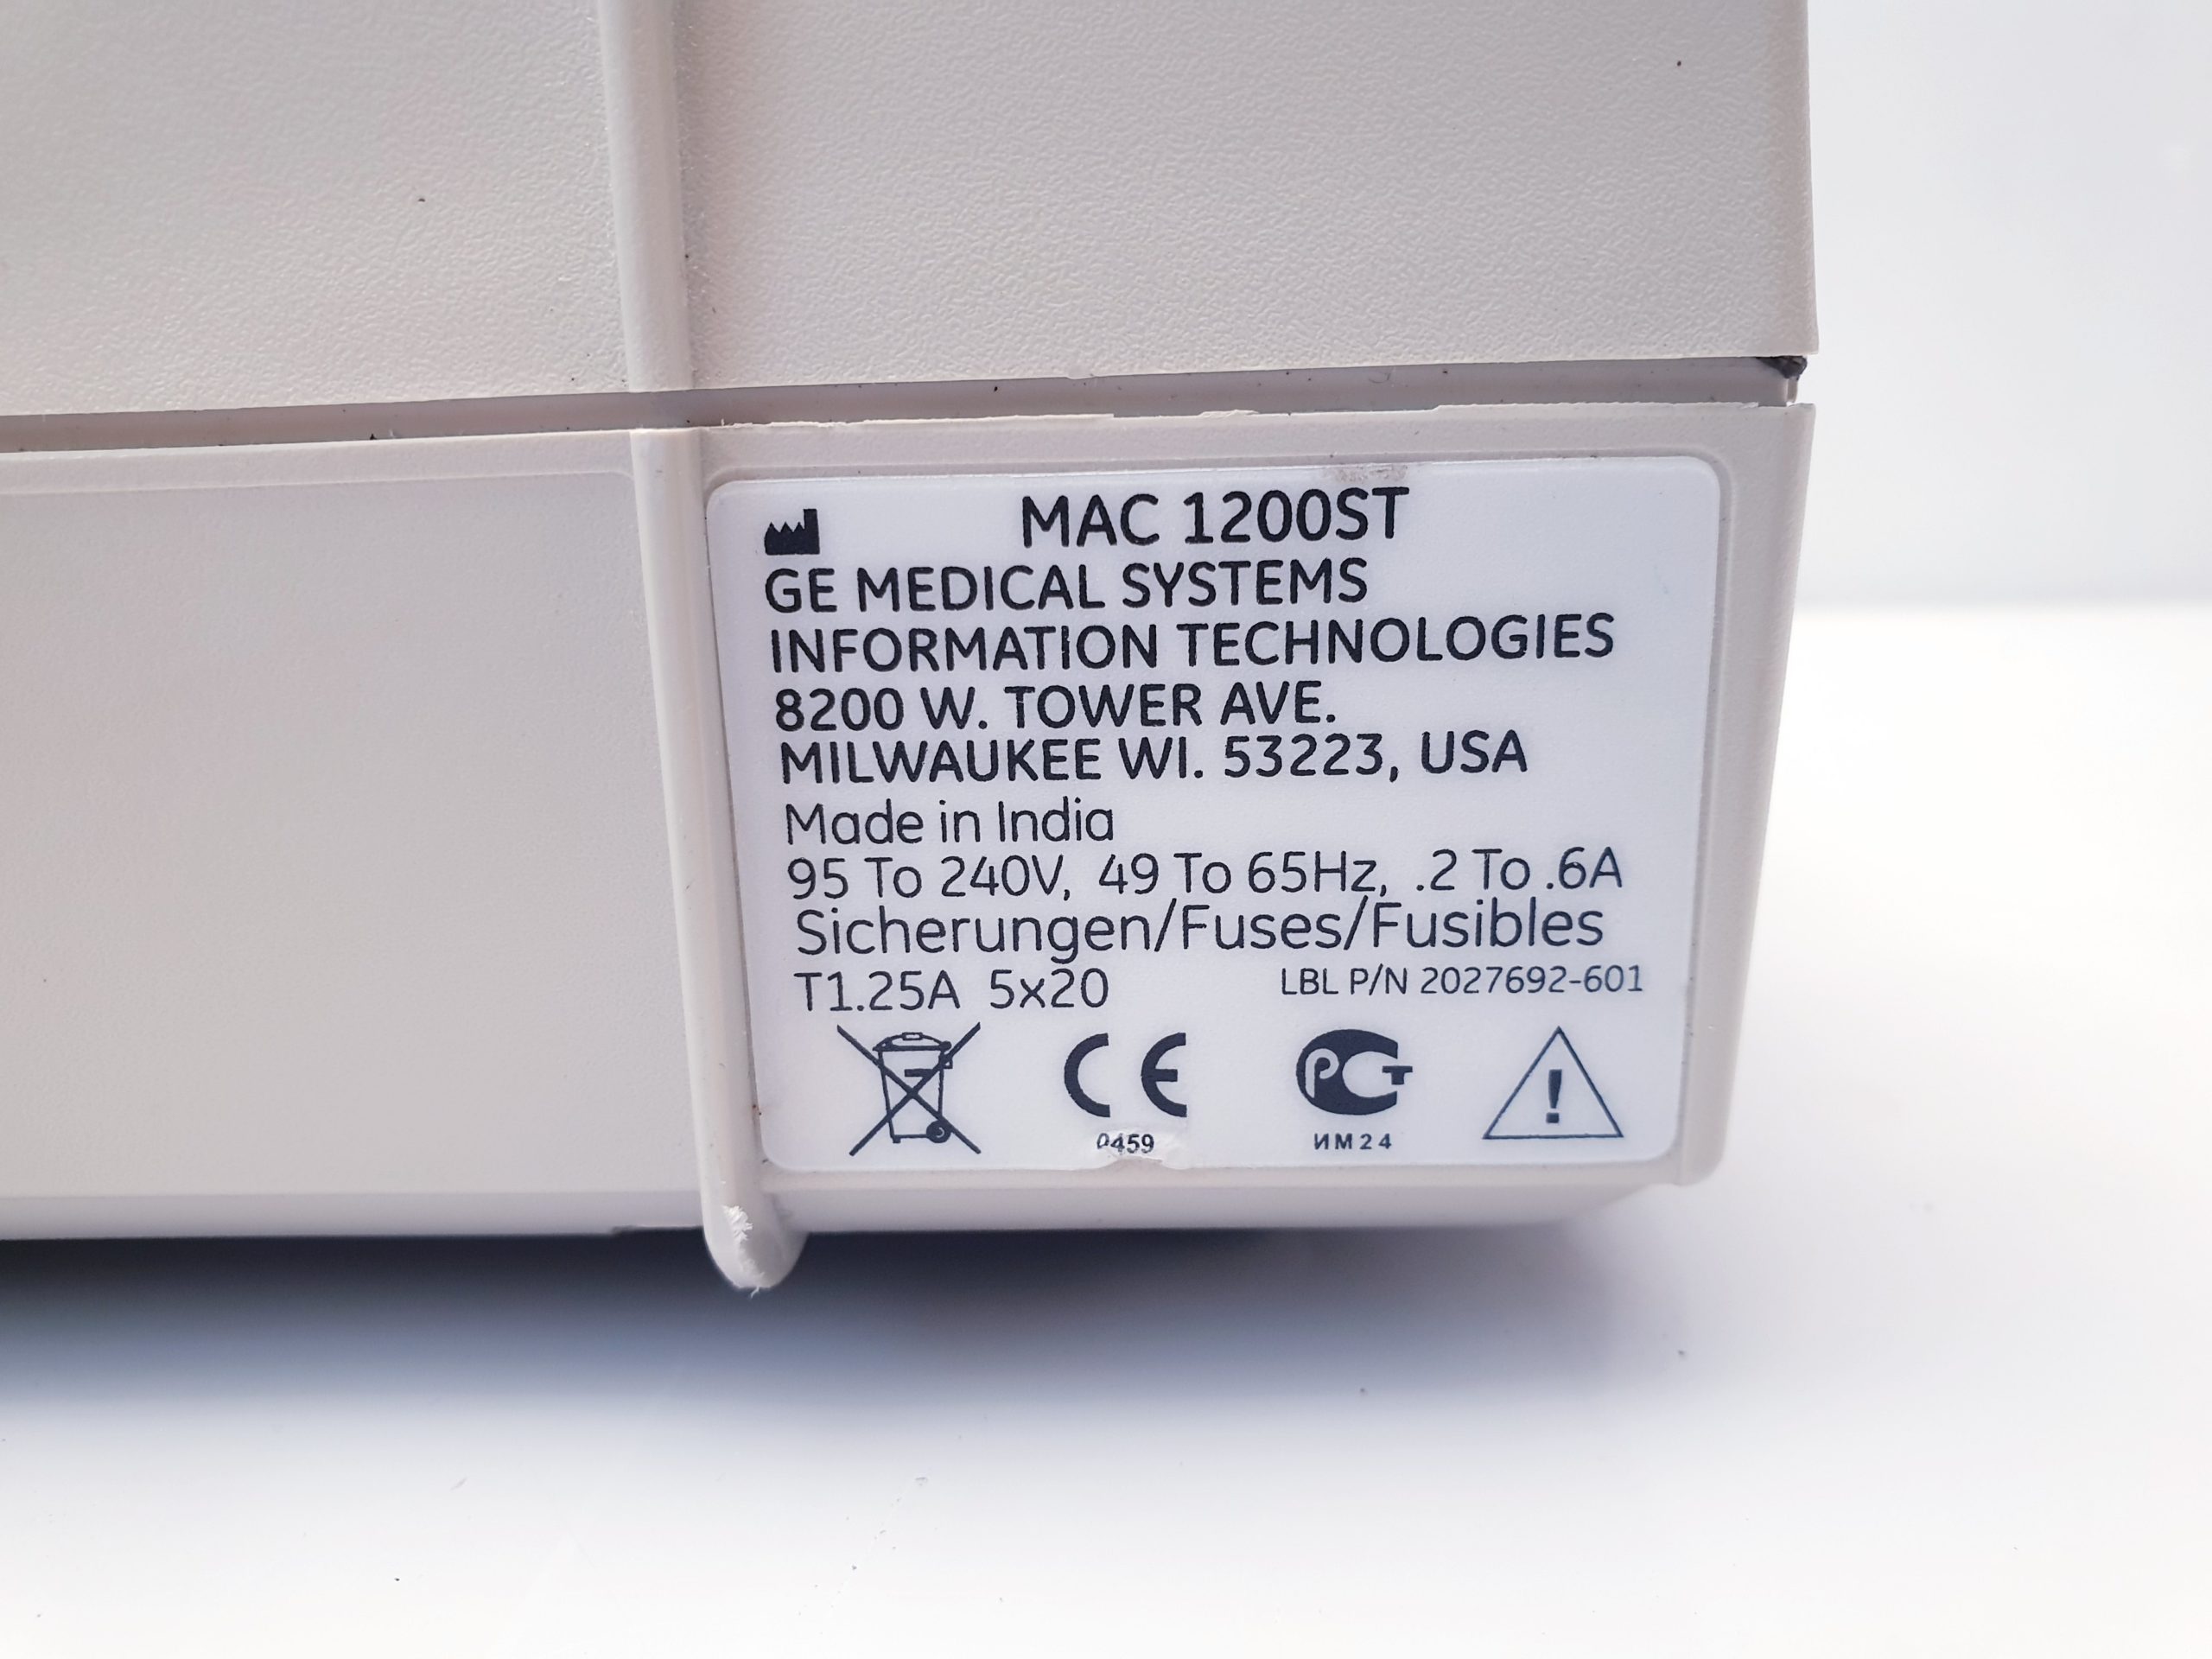 MAC 1200ST
GE MEDICAL SYSTEMS
INFORMATION TECHNOLOGIES
8200 W. TOWER AVE.
MILWAUKEE WI. 53223, USA
Made in India
95 To 240V, 49 To 65Hz, .2 To .6A
Sicherungen/Fuses/Fusibles
T1.25A 5x20 LBL P/N 2027692-601
CE РСТ !
0459 ИМ24